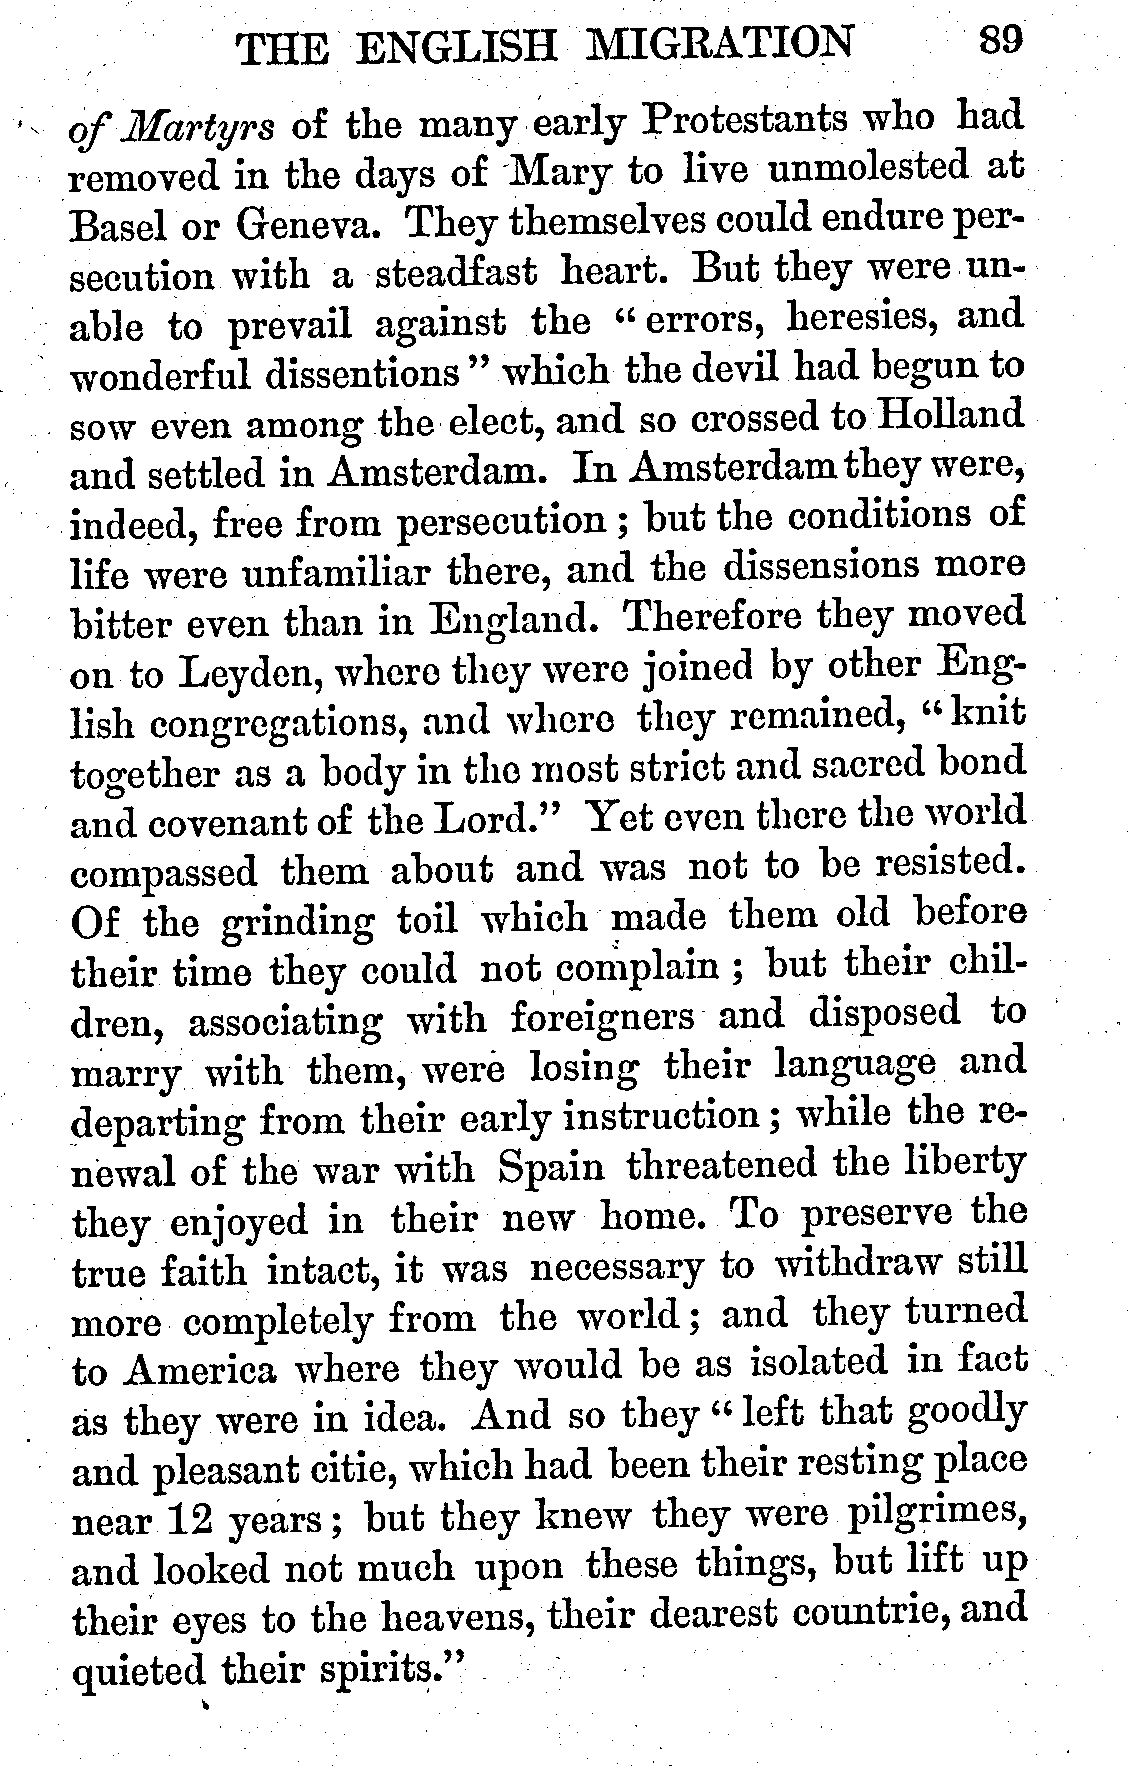 THE ENGLISH MIGRATION 89
of Martyrs of the many early Protestants who had
removed in the days of Mary to live unmolested at
Basel or Geneva. They themselves could endure per-
secution with a steadfast heart. But they were un-
able to prevail against the “ errors, heresies, and
wonderful dissentions ” which the devil had begun to
sow even among the elect, and so crossed to Holland
and settled in Amsterdam. In Amsterdam they were,
indeed, free from persecution ; but the conditions of
life were unfamiliar there, and the dissensions more
bitter even than in England. Therefore they moved
on to Leyden, where they were joined by other Eng-
lish congregations, and where they remained, “ knit
together as a body in the most strict and sacred bond
and covenant of the Lord.” Yet even there the world
compassed them about and was not to be resisted.
Of the grinding toil which made them old before
their time they could not complain ; but their chil-
dren, associating with foreigners and disposed to
marry with them, were losing their language and
departing from their early instruction ; while the re-
newal of the war with Spain threatened the liberty
they enjoyed in their new home. To preserve the
true faith intact, it was necessary to withdraw still
more completely from the world ; and they turned
to America where they would be as isolated in fact
as they were in idea. And so they “ left that goodly
and pleasant citie, which had been their resting place
near 12 years ; but they knew they were pilgrimes,
and looked not much upon these things, but lift up
their eyes to the heavens, their dearest countrie, and
quieted their spirits.”